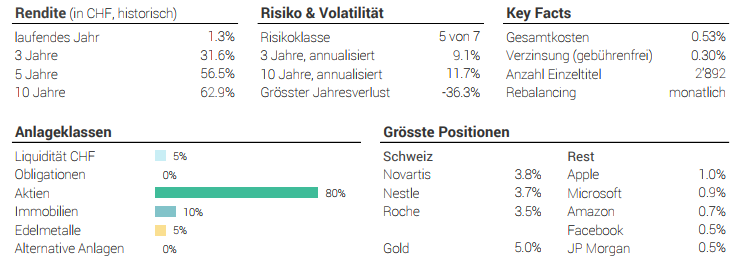 Rendite (in CHF, historisch)
laufendes Jahr 1.3%
3 Jahre 31.6%
5 Jahre 56.5%
10 Jahre 62.9%
Risiko & Volatilität
Risikoklasse 5 von 7
3 Jahre, annualisiert 9.1%
10 Jahre, annualisiert 11.7%
Grösster Jahresverlust -36.3%
Key Facts
Gesamtkosten 0.53%
Verzinsung (gebührenfrei) 0.30%
Anzahl Einzeltitel 2'892
Rebalancing monatlich
Anlageklassen
Liquidität CHF 5%
Obligationen 0%
Aktien 80%
Immobilien 10%
Edelmetalle 5%
Alternative Anlagen 0%
Grösste Positionen
Schweiz
Novartis 3.8%
Nestle 3.7%
Roche 3.5%
Gold 5.0%
Rest
Apple 1.0%
Microsoft 0.9%
Amazon 0.7%
Facebook 0.5%
JP Morgan 0.5%